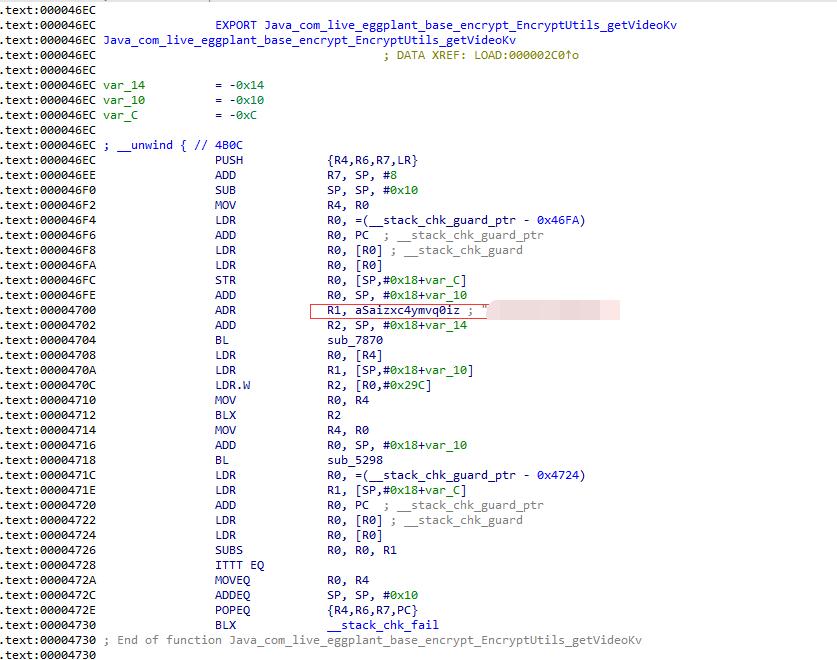 .text:000046EC
.text:000046EC EXPORT Java_com_live_eggplant_base_encrypt_EncryptUtils_getVideoKv
.text:000046EC Java_com_live_eggplant_base_encrypt_EncryptUtils_getVideoKv
.text:000046EC ; DATA XREF: LOAD:000002C0↑o
.text:000046EC
.text:000046EC var_14 = -0x14
.text:000046EC var_10 = -0x10
.text:000046EC var_C = -0xC
.text:000046EC
.text:000046EC ; __unwind { // 4B0C
.text:000046EC PUSH {R4,R6,R7,LR}
.text:000046EE ADD R7, SP, #8
.text:000046F0 SUB SP, SP, #0x10
.text:000046F2 MOV R4, R0
.text:000046F4 LDR R0, =(__stack_chk_guard_ptr - 0x46FA)
.text:000046F6 ADD R0, PC ; __stack_chk_guard_ptr
.text:000046F8 LDR R0, [R0] ; __stack_chk_guard
.text:000046FA LDR R0, [R0]
.text:000046FC STR R0, [SP,#0x18+var_C]
.text:000046FE ADD R0, SP, #0x18+var_10
.text:00004700 ADR R1, aSaizxc4ymvq0iz ; "
.text:00004702 ADD R2, SP, #0x18+var_14
.text:00004704 BL sub_7870
.text:00004708 LDR R0, [R4]
.text:0000470A LDR R1, [SP,#0x18+var_10]
.text:0000470C LDR.W R2, [R0,#0x29C]
.text:00004710 MOV R0, R4
.text:00004712 BLX R2
.text:00004714 MOV R4, R0
.text:00004716 ADD R0, SP, #0x18+var_10
.text:00004718 BL sub_5298
.text:0000471C LDR R0, =(__stack_chk_guard_ptr - 0x4724)
.text:0000471E LDR R1, [SP,#0x18+var_C]
.text:00004720 ADD R0, PC ; __stack_chk_guard_ptr
.text:00004722 LDR R0, [R0] ; __stack_chk_guard
.text:00004724 LDR R0, [R0]
.text:00004726 SUBS R0, R0, R1
.text:00004728 ITTT EQ
.text:0000472A MOVEQ R0, R4
.text:0000472C ADDEQ SP, SP, #0x10
.text:0000472E POPEQ {R4,R6,R7,PC}
.text:00004730 BLX __stack_chk_fail
.text:00004730 ; End of function Java_com_live_eggplant_base_encrypt_EncryptUtils_getVideoKv
.text:00004730